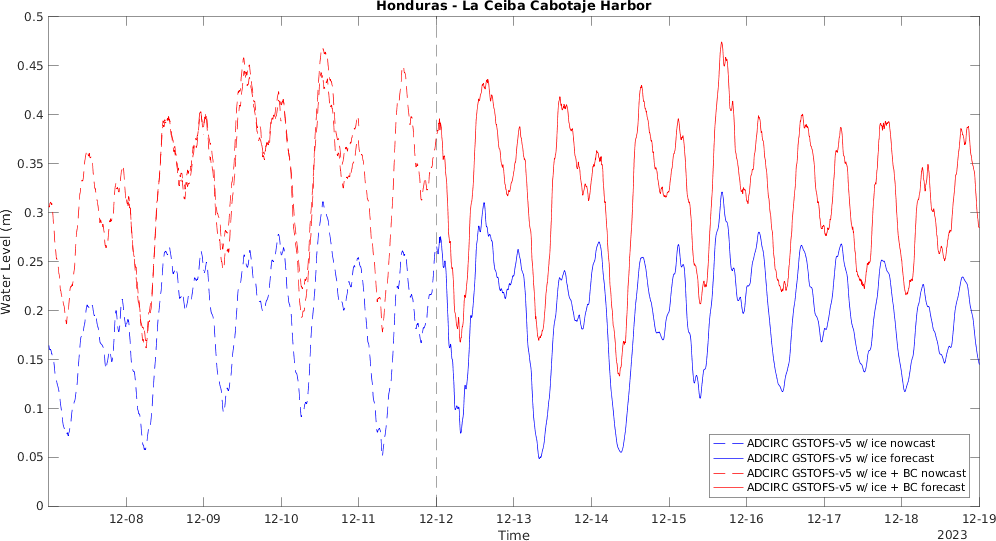 Honduras - La Ceiba Cabotaje Harbor
Water Level (m)
0.5
0.45
0.4
0.35
0.3
0.25
0.2
0.15
0.1
0.05
0
12-08 12-09 12-10 12-11 12-12 12-13 12-14 12-15 12-16 12-17 12-18 12-19
Time
2023
ADCIRC GSTOFS-v5 w/ ice nowcast
ADCIRC GSTOFS-v5 w/ ice forecast
ADCIRC GSTOFS-v5 w/ ice + BC nowcast
ADCIRC GSTOFS-v5 w/ ice + BC forecast